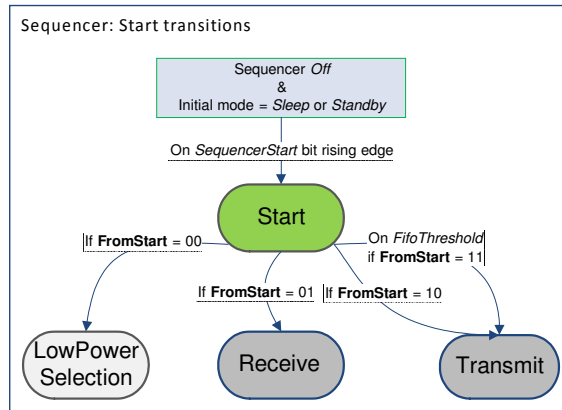 Sequencer: Start transitions
Sequencer Off
&
Initial mode = Sleep or Standby
On SequencerStart bit rising edge
Start
If FromStart = 00
On FifoThreshold
if FromStart = 11
If FromStart = 01
If FromStart = 10
LowPower
Selection
Receive
Transmit